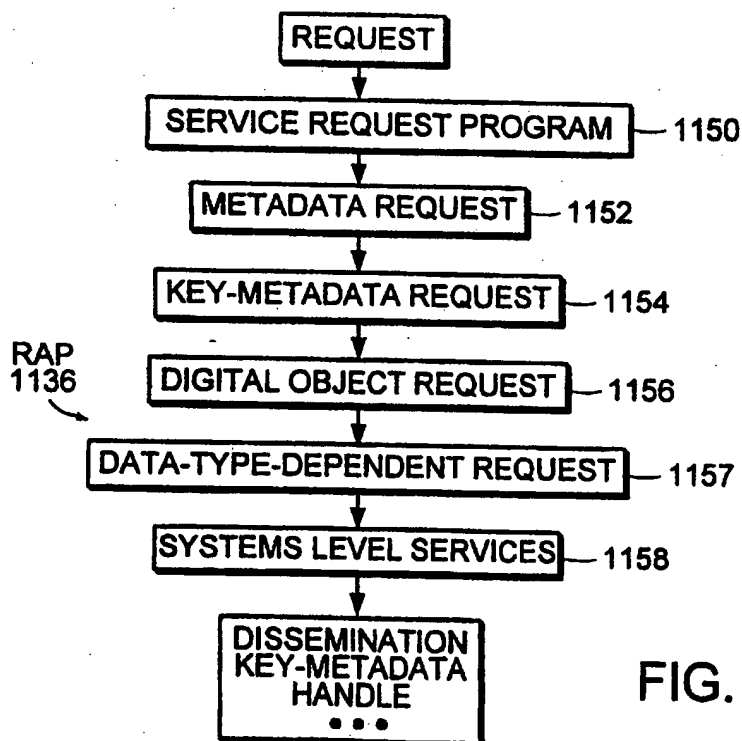 REQUEST
SERVICE REQUEST PROGRAM 1150
METADATA REQUEST 1152
KEY-METADATA REQUEST 1154
RAP
1136
DIGITAL OBJECT REQUEST 1156
DATA-TYPE-DEPENDENT REQUEST 1157
SYSTEMS LEVEL SERVICES 1158
DISSEMINATION
KEY-METADATA
HANDLE
•••
FIG.